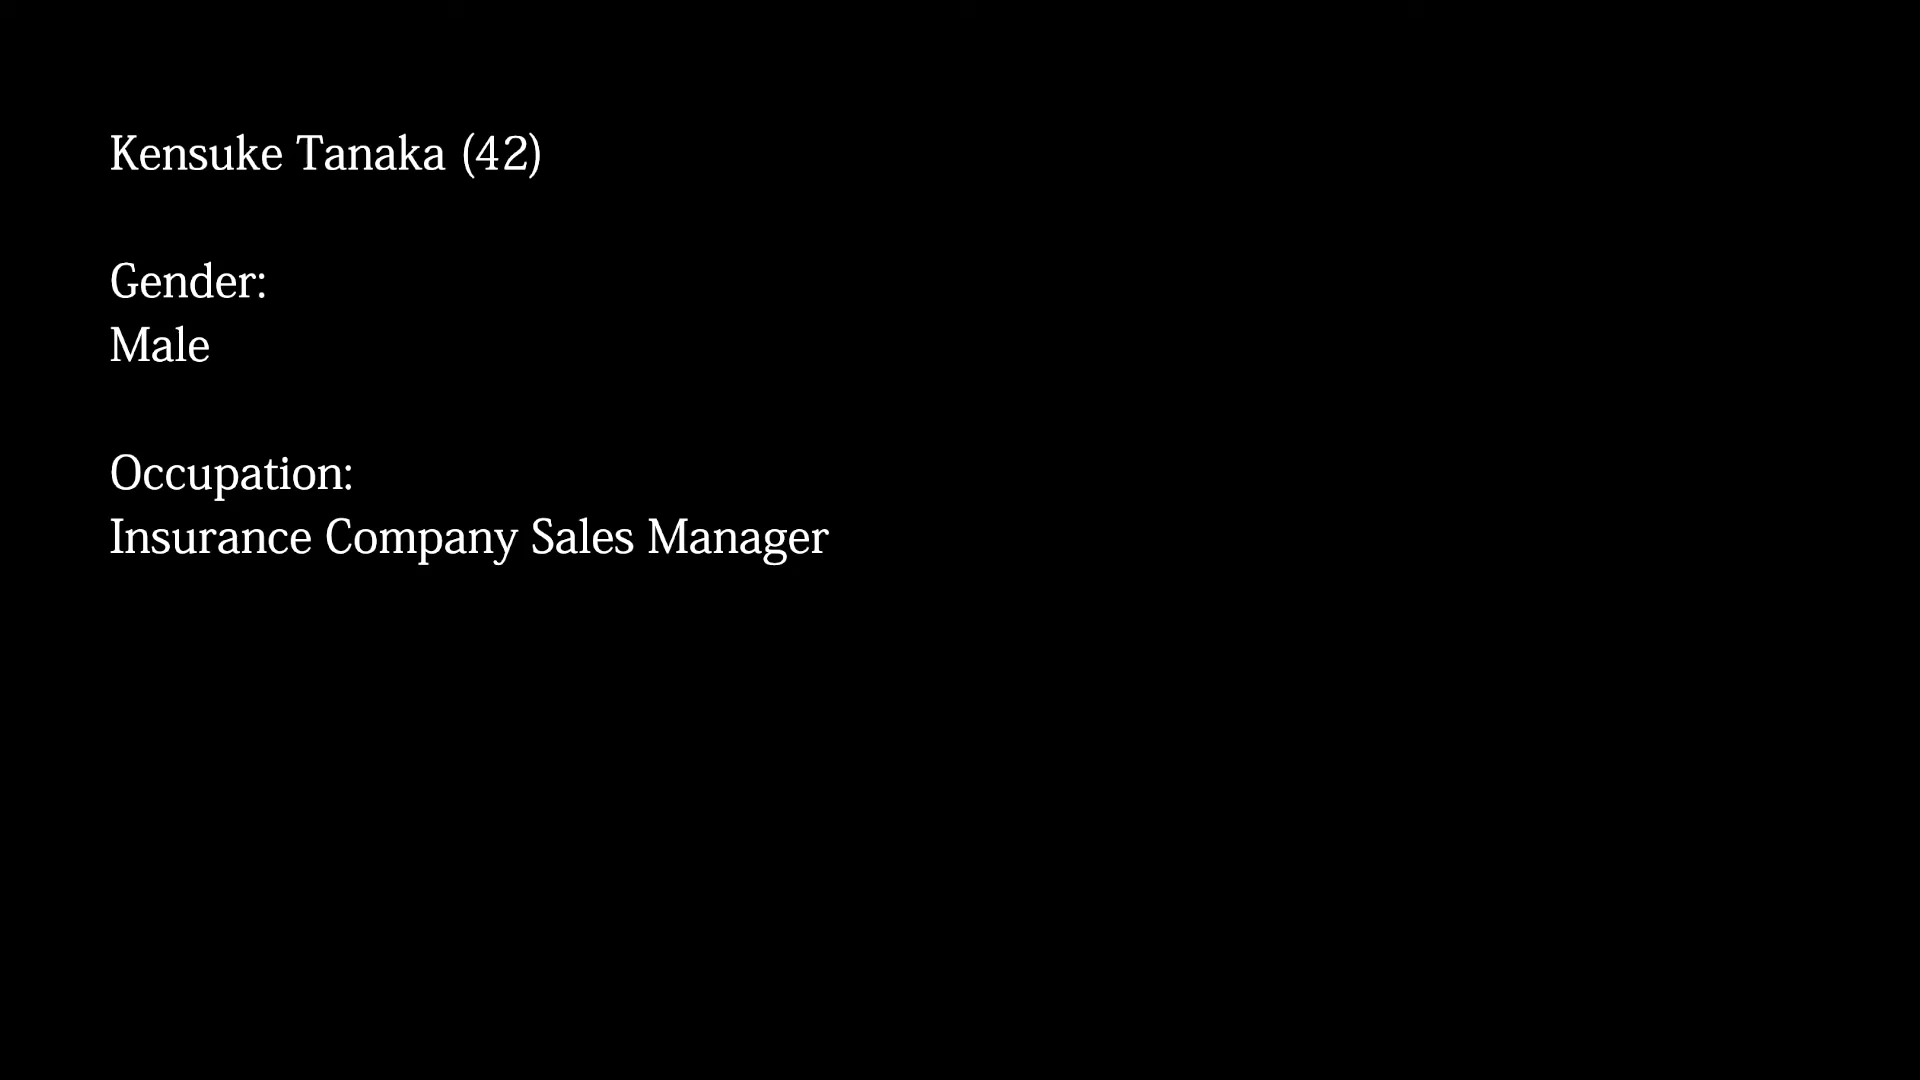 Kensuke Tanaka (42)
Gender:
Male
Occupation:
Insurance Company Sales Manager